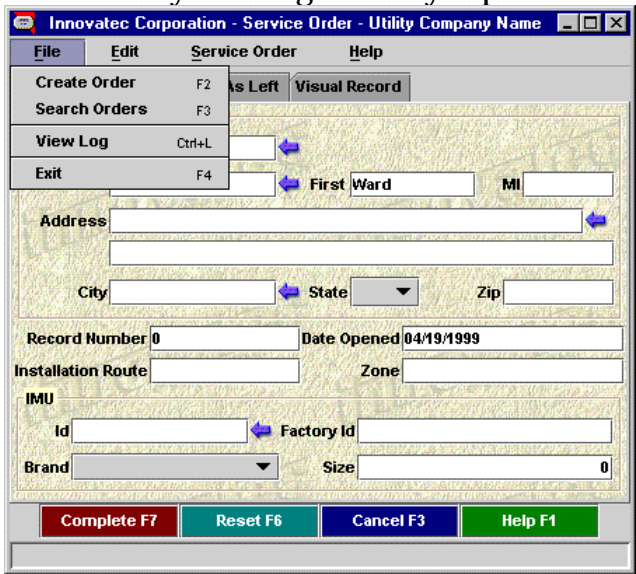 Innovatec Corporation - Service Order - Utility Company Name
File Edit Service Order Help
Create Order F2
As Left Visual Record
Search Orders F3
View Log Ctrl+L
Exit F4
First Ward MI
Address
City State Zip
Record Number 0 Date Opened 04/19/1999
Installation Route Zone
IMU
Id Factory Id
Brand Size 0
Complete F7 Reset F6 Cancel F3 Help F1